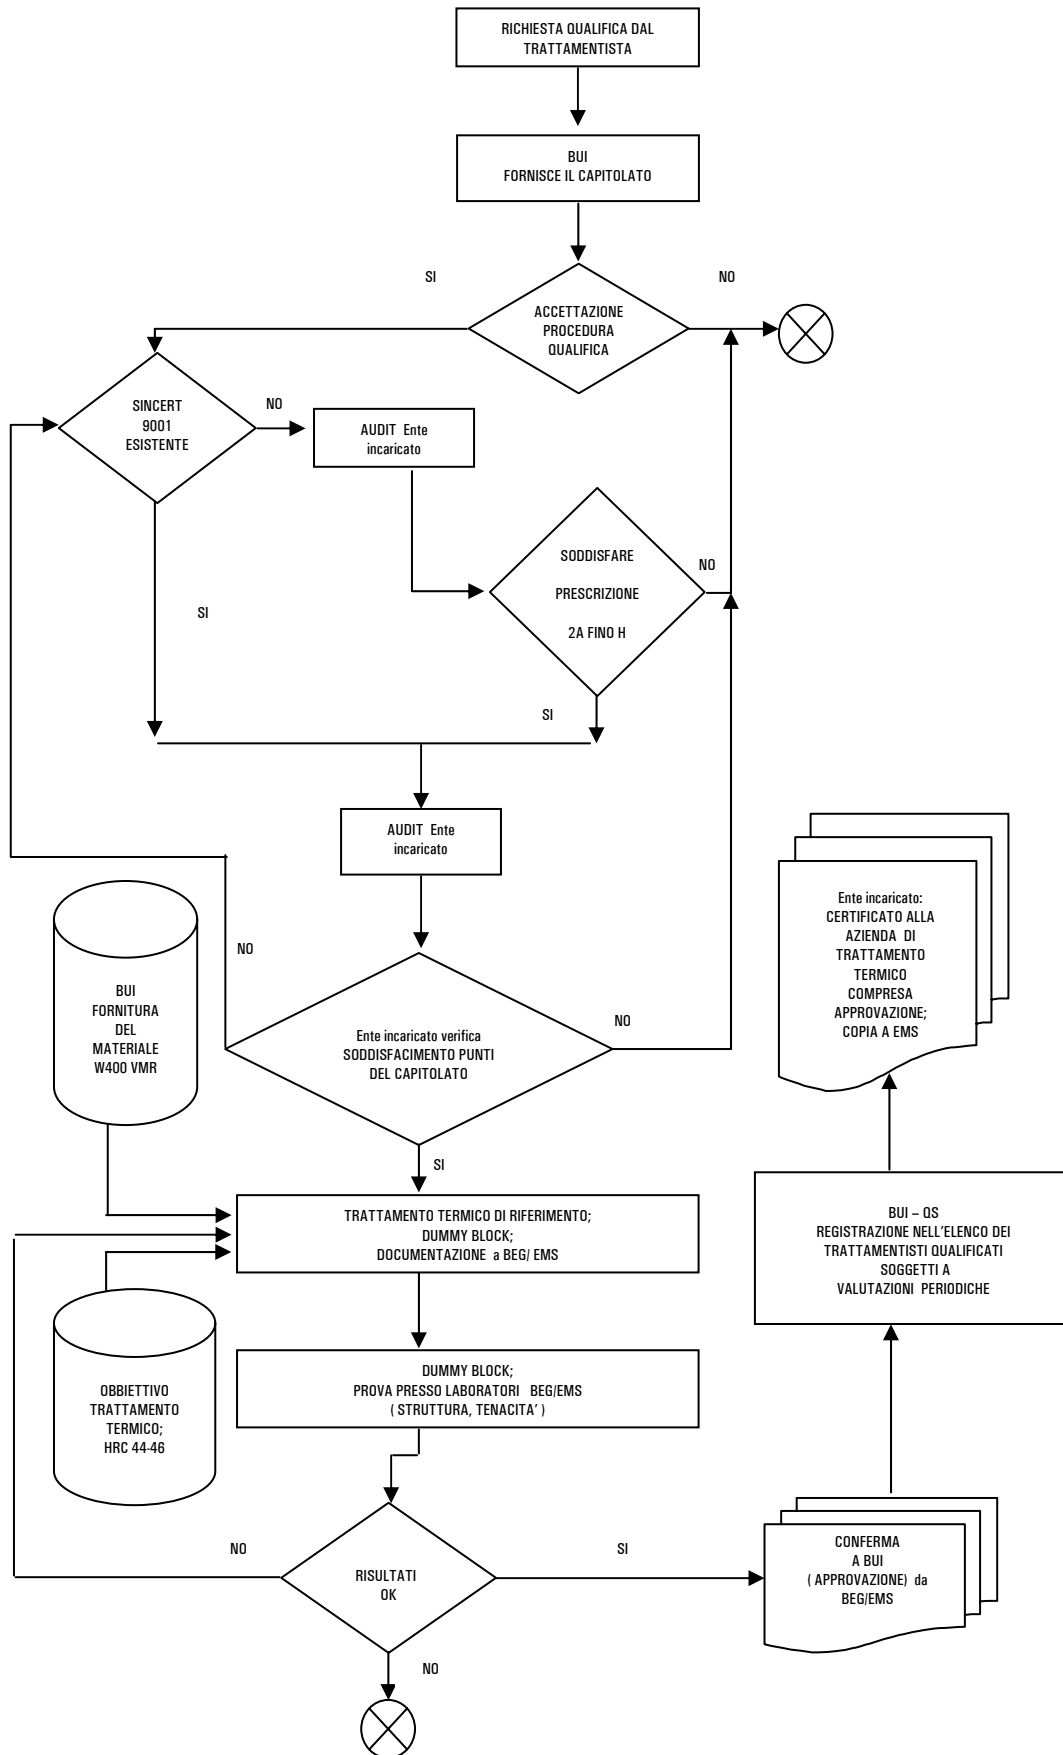 RICHIESTA QUALIFICA DAL
TRATTAMENTISTA
BUI
FORNISCE IL CAPITOLATO
SI
NO
ACCETTAZIONE
PROCEDURA
QUALIFICA
SINCERT
9001
ESISTENTE
NO
AUDIT Ente
incaricato
SODDISFARE
PRESCRIZIONE
2A FINO H
NO
SI
SI
AUDIT Ente
incaricato
Ente incaricato:
CERTIFICATO ALLA
AZIENDA DI
TRATTAMENTO
TERMICO
COMPRESA
APPROVAZIONE;
COPIA A EMS
NO
BUI
FORNITURA
DEL
MATERIALE
W400 VMR
Ente incaricato verifica
SODDISFACIMENTO PUNTI
DEL CAPITOLATO
NO
SI
TRATTAMENTO TERMICO DI RIFERIMENTO;
DUMMY BLOCK;
DOCUMENTAZIONE a BEG/ EMS
BUI – QS
REGISTRAZIONE NELL'ELENCO DEI
TRATTAMENTISTI QUALIFICATI
SOGGETTI A
VALUTAZIONI PERIODICHE
OBBIETTIVO
TRATTAMENTO
TERMICO;
HRC 44-46
DUMMY BLOCK;
PROVA PRESSO LABORATORI BEG/EMS
( STRUTTURA, TENACITA' )
NO
RISULTATI
OK
SI
CONFERMA
A BUI
( APPROVAZIONE) da
BEG/EMS
NO